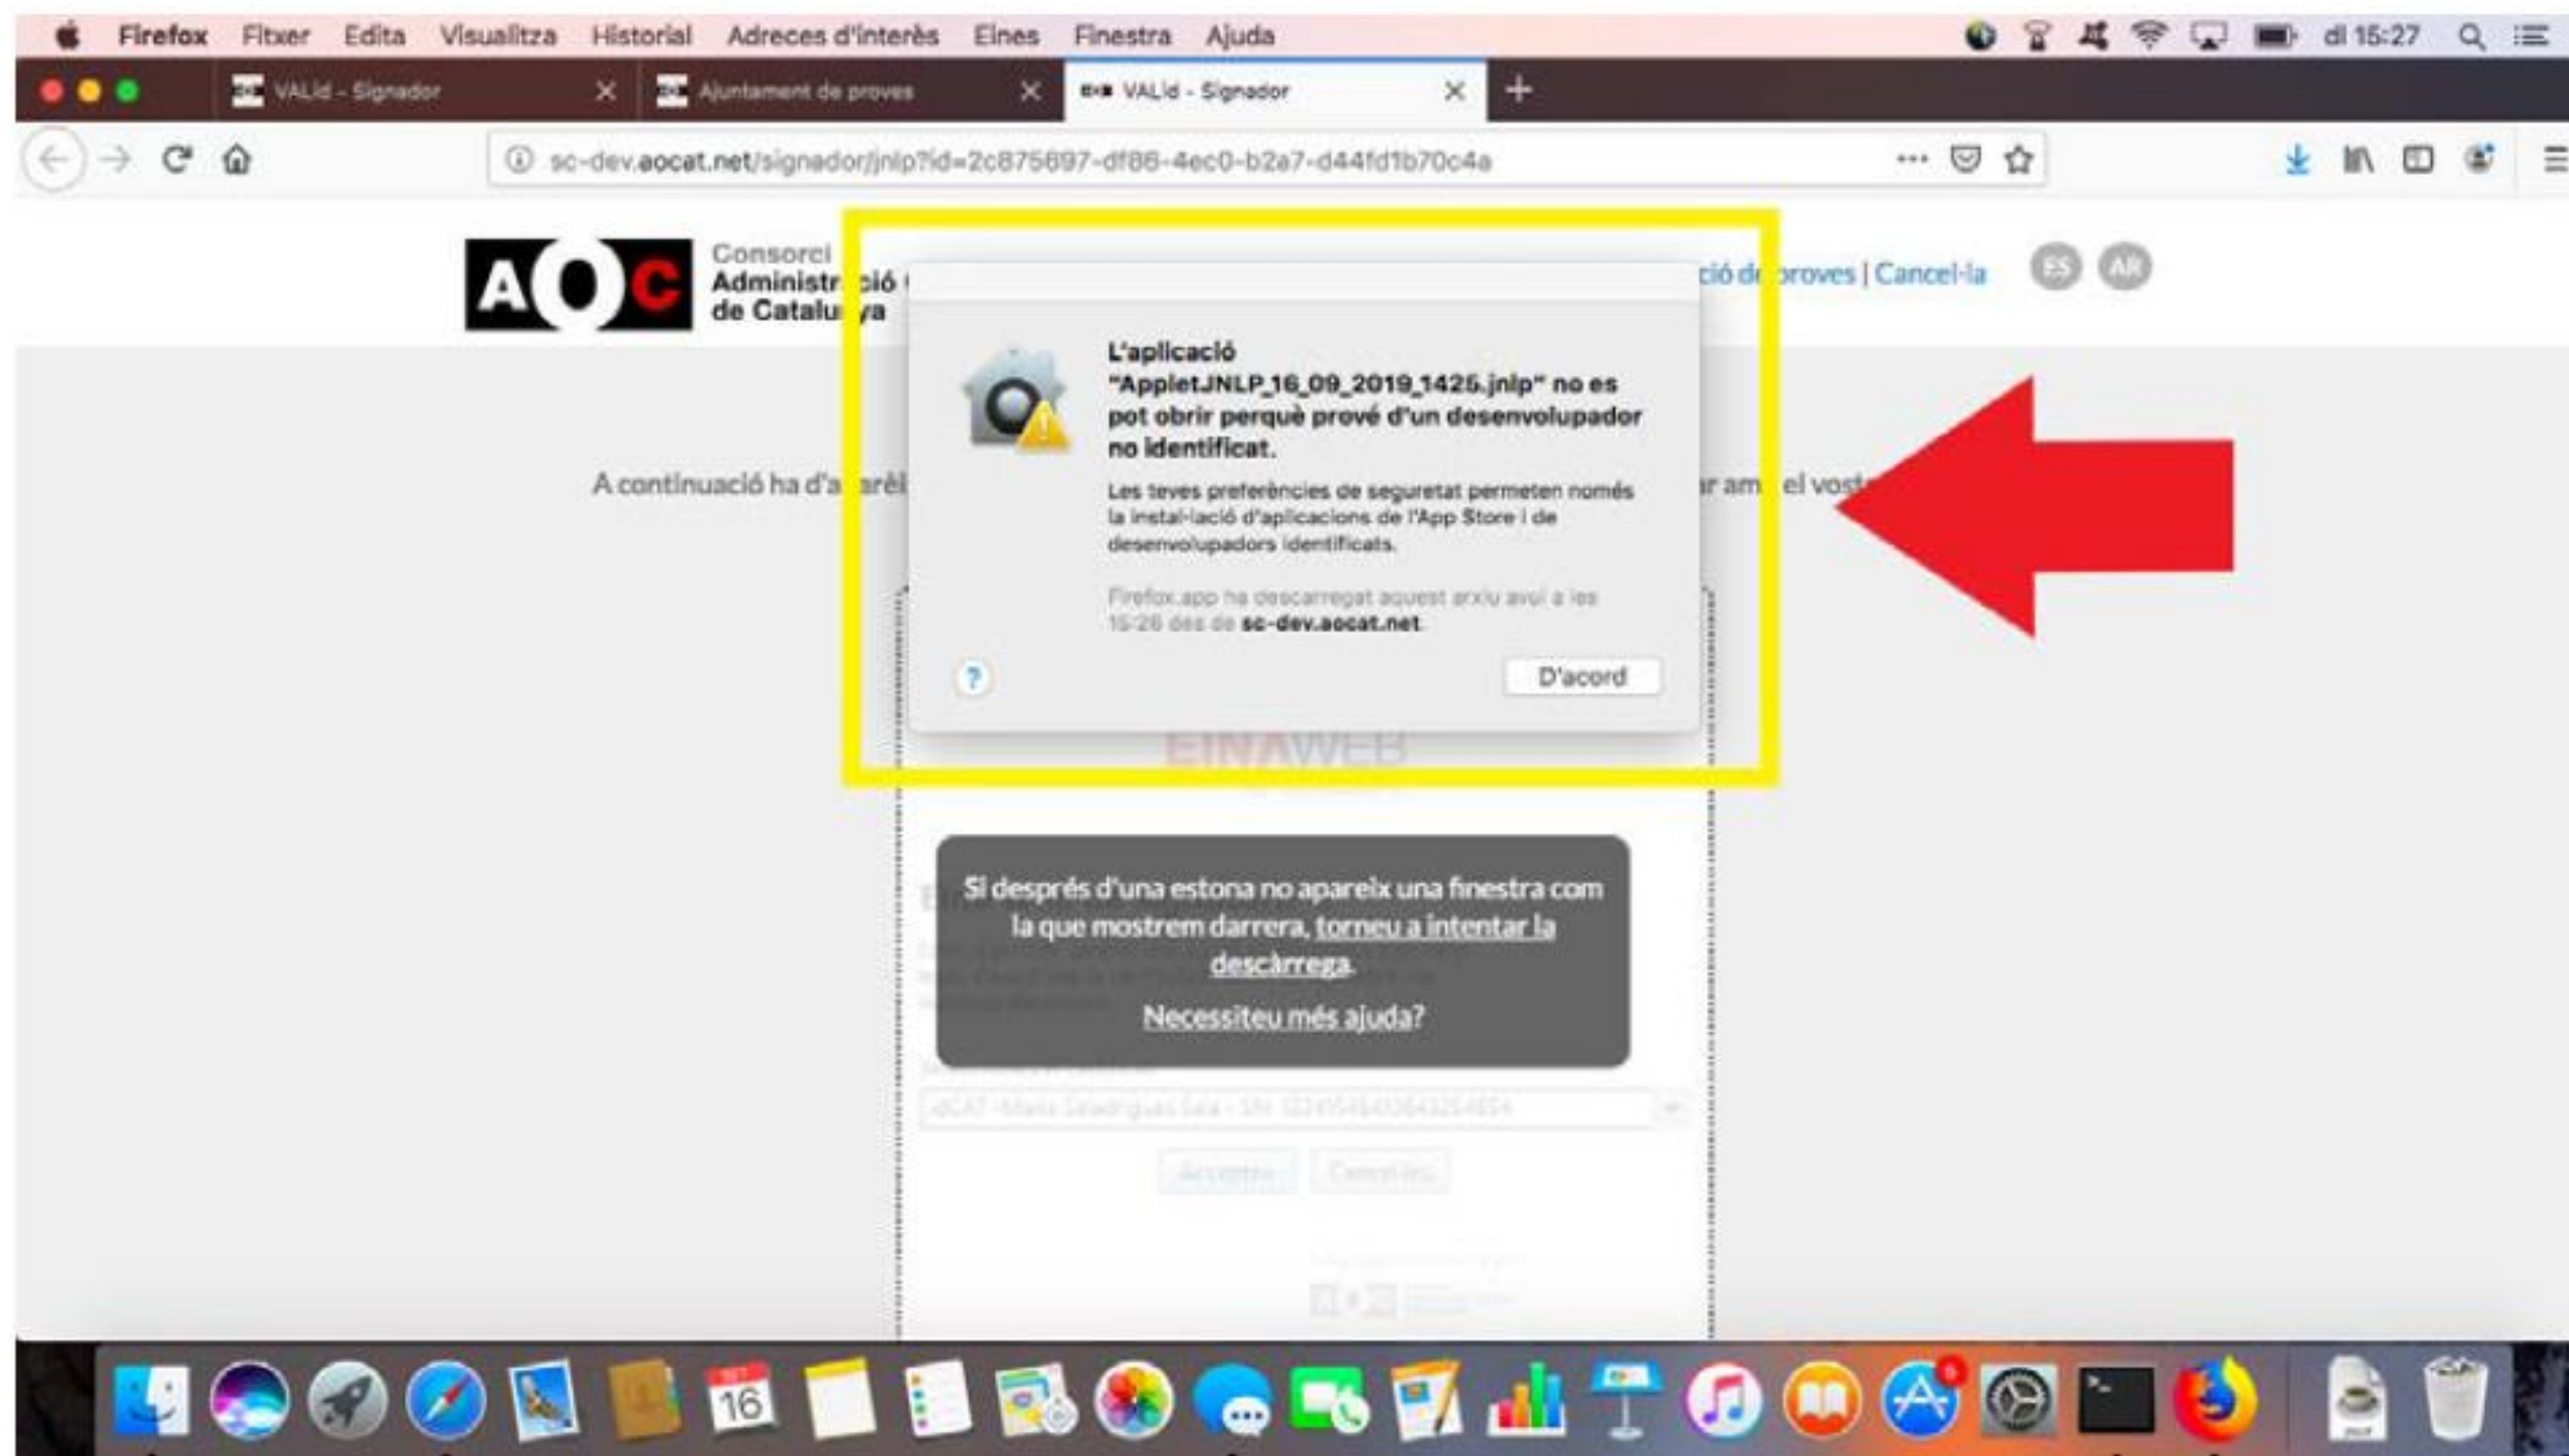 Firefox Fitxer Edita Visualitza Historial Adreces d'interès Eines Finestra Ajuda dl 15:27
VALid - Signador Ajuntament de proves VALid - Signador
sc-dev.aocat.net/signador/jnlp?id=2c875697-df86-4ec0-b2a7-d44fd1b70c4a
AOC
Consorci
Administració
de Catalunya
ció de proves | Cancel·la ES AR
L'aplicació
"AppletJNLP_16_09_2019_1425.jnlp" no es
pot obrir perquè prové d'un desenvolupador
no identificat.
A continuació ha d'a arèi
r am el vost
Les teves preferències de seguretat permeten només
la instal·lació d'aplicacions de l'App Store i de
desenvolupadors identificats.
Firefox.app ha descarregat aquest arxiu avui a les
15:26 des de sc-dev.aocat.net.
? D'acord
EINAWEB
Si després d'una estona no apareix una finestra com
la que mostrem darrera, torneu a intentar la
descàrrega.
Necessiteu més ajuda?
Acceptar
16